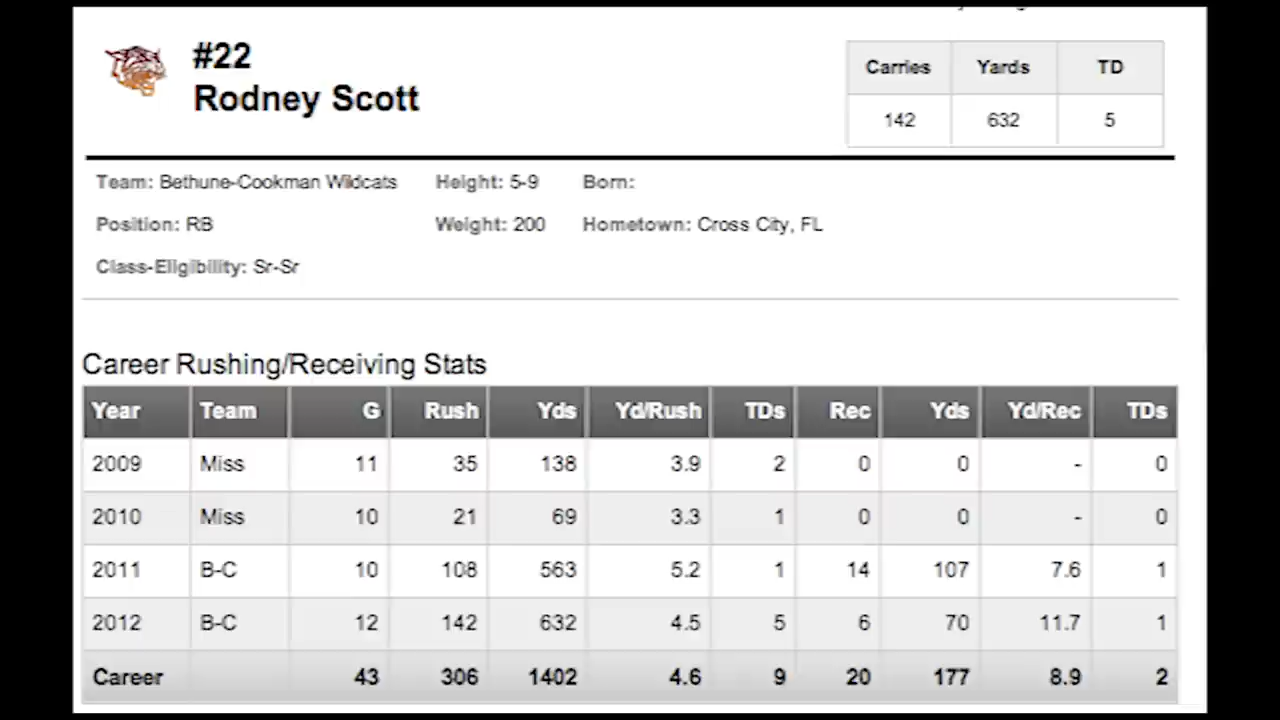 #22
Rodney Scott
Carries Yards TD
142 632 5
Team: Bethune-Cookman Wildcats Height: 5-9 Born:
Position: RB Weight: 200 Hometown: Cross City, FL
Class-Eligibility: Sr-Sr
Career Rushing/Receiving Stats
Year Team G Rush Yds Yd/Rush TDs Rec Yds Yd/Rec TDs
2009 Miss 11 35 138 3.9 2 0 0 - 0
2010 Miss 10 21 69 3.3 1 0 0 - 0
2011 B-C 10 108 563 5.2 1 14 107 7.6 1
2012 B-C 12 142 632 4.5 5 6 70 11.7 1
Career 43 306 1402 4.6 9 20 177 8.9 2